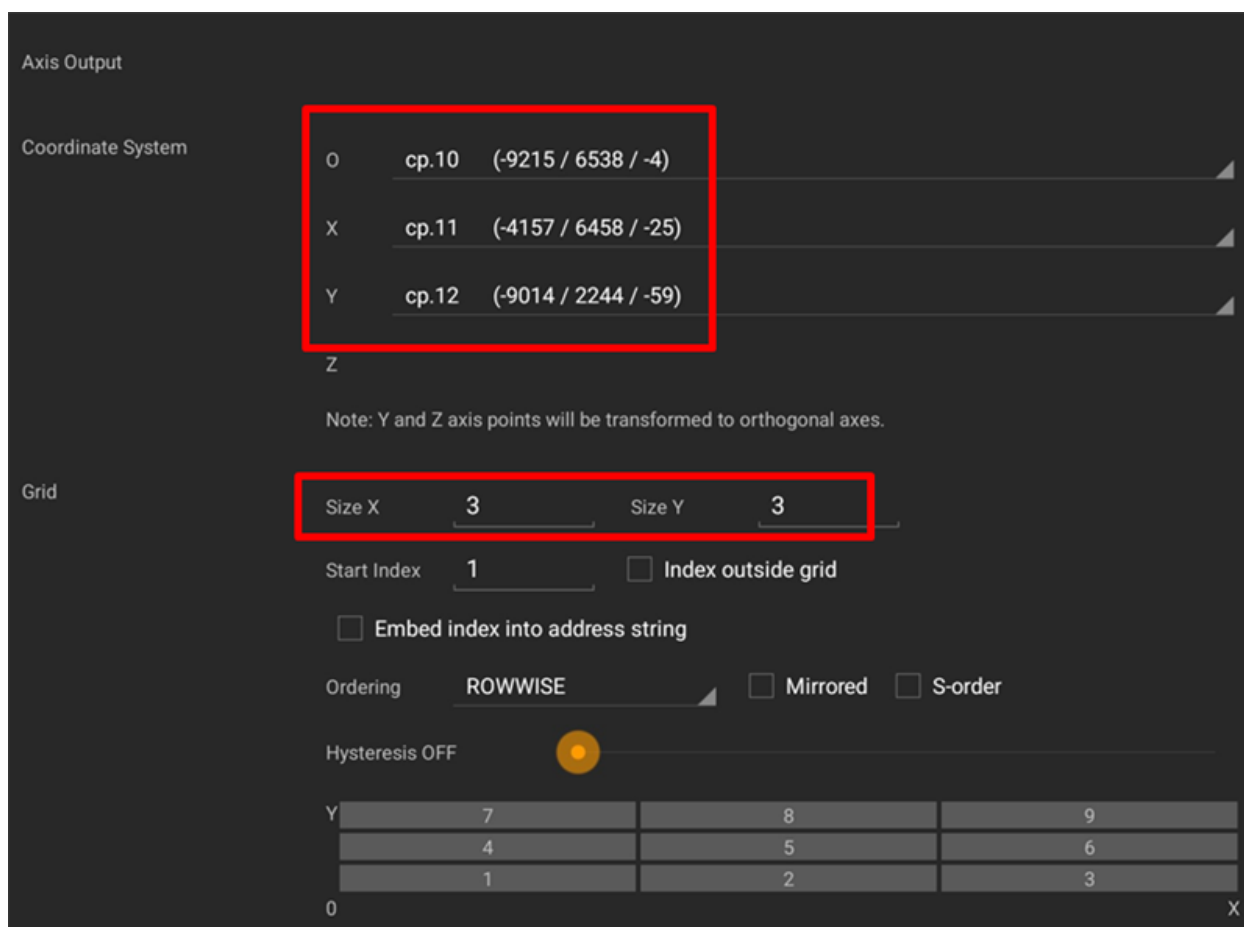 Axis Output
Coordinate System
O cp.10 (-9215 / 6538 / -4)
X cp.11 (-4157 / 6458 / -25)
Y cp.12 (-9014 / 2244 / -59)
Z
Note: Y and Z axis points will be transformed to orthogonal axes.
Grid
Size X 3 Size Y 3
Start Index 1 Index outside grid
Embed index into address string
Ordering ROWWISE Mirrored S-order
Hysteresis OFF
Y 7 8 9
4 5 6
1 2 3
0 X